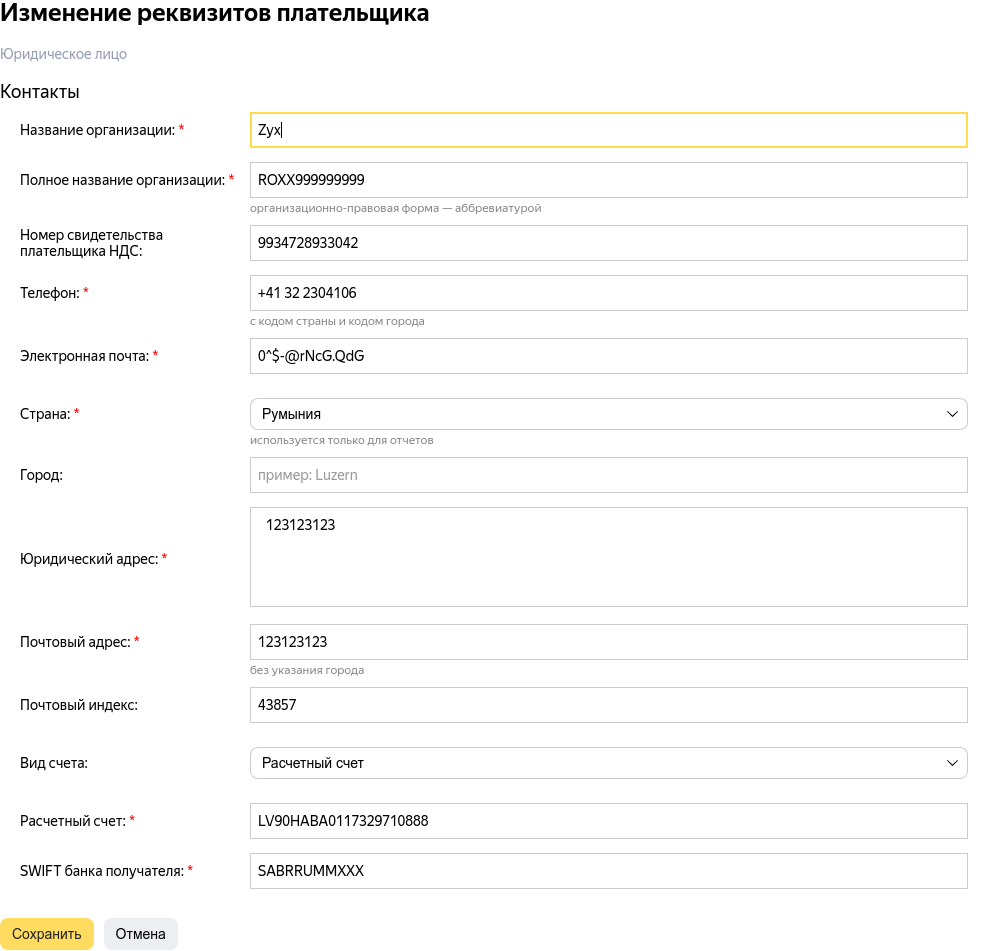 Изменение реквизитов плательщика
Юридическое лицо
Контакты
Название организации: *
Zyx
Полное название организации: *
ROXX999999999
организационно-правовая форма — аббревиатурой
Номер свидетельства
плательщика НДС:
9934728933042
Телефон: *
+41 32 2304106
с кодом страны и кодом города
Электронная почта: *
0^$-@rNcG.QdG
Страна: *
Румыния
используется только для отчетов
Город:
пример: Luzern
Юридический адрес: *
123123123
Почтовый адрес: *
123123123
без указания города
Почтовый индекс:
43857
Вид счета:
Расчетный счет
Расчетный счет: *
LV90HABA0117329710888
SWIFT банка получателя: *
SABRRUMMXXX
Сохранить Отмена